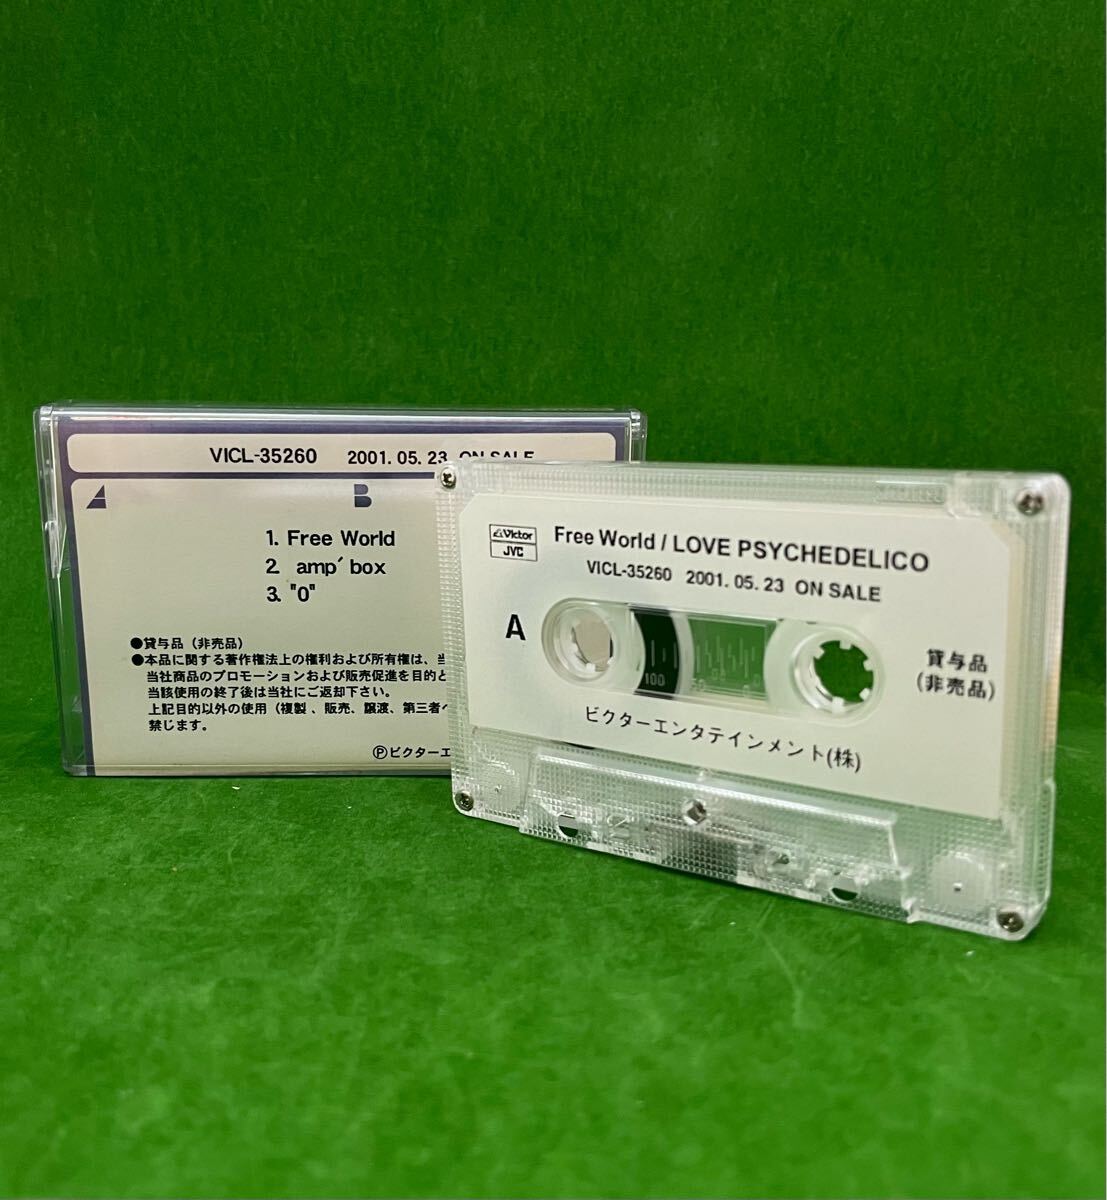 VICL-35260 2001. 05. 23 ON SALE
A B
1. Free World
2. amp´box
3. "0"
●貸与品（非売品）
●本品に関する著作権法上の権利および所有権は、当
当社商品のプロモーションおよび販売促進を目的と
当該使用の終了後は当社にご返却下さい。
上記目的以外の使用（複製、販売、譲渡、第三者へ
禁じます。
Ⓟビクターエ
Victor
JVC
Free World / LOVE PSYCHEDELICO
VICL-35260 2001. 05. 23 ON SALE
A
100
貸与品
(非売品)
ビクターエンタテインメント(株)